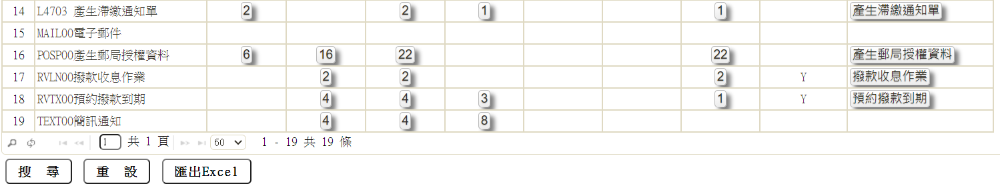 14 L4703 產生滯繳通知單 2 2 1 1 產生滯繳通知單
15 MAIL00電子郵件
16 POSP00產生郵局授權資料 6 16 22 22 產生郵局授權資料
17 RVLN00撥款收息作業 2 2 2 Y 撥款收息作業
18 RVTX00預約撥款到期 4 4 3 1 Y 預約撥款到期
19 TEXT00簡訊通知 4 4 8
1 共 1 頁 60 1 - 19 共 19 條
搜 尋 重 設 匯出Excel